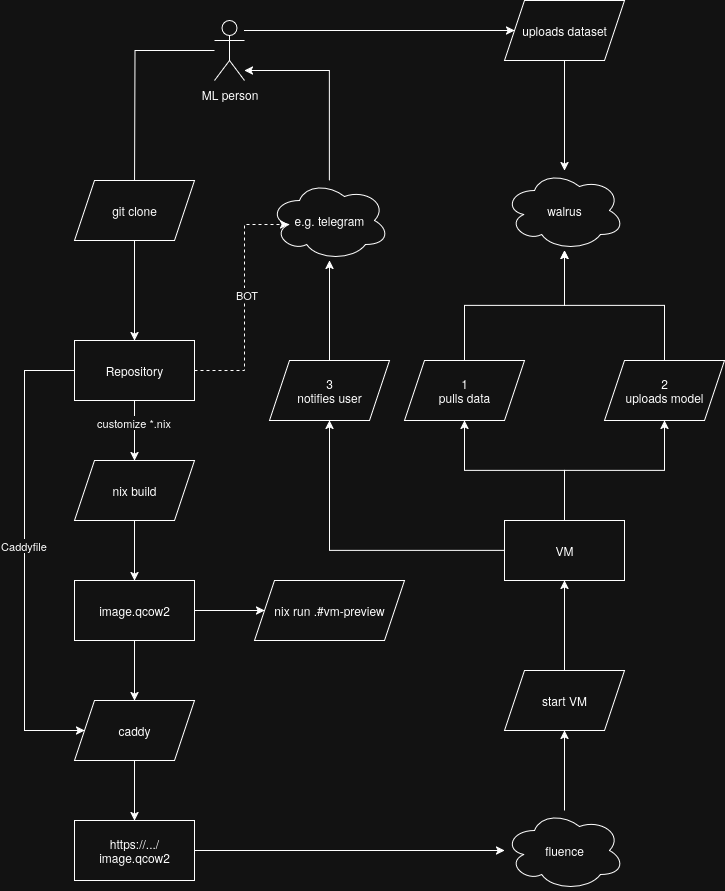 uploads dataset
ML person
git clone
e.g. telegram
walrus
BOT
Repository
3
notifies user
1
pulls data
2
uploads model
customize *.nix
nix build
Caddyfile
VM
image.qcow2
nix run .#vm-preview
start VM
caddy
https://.../
image.qcow2
fluence